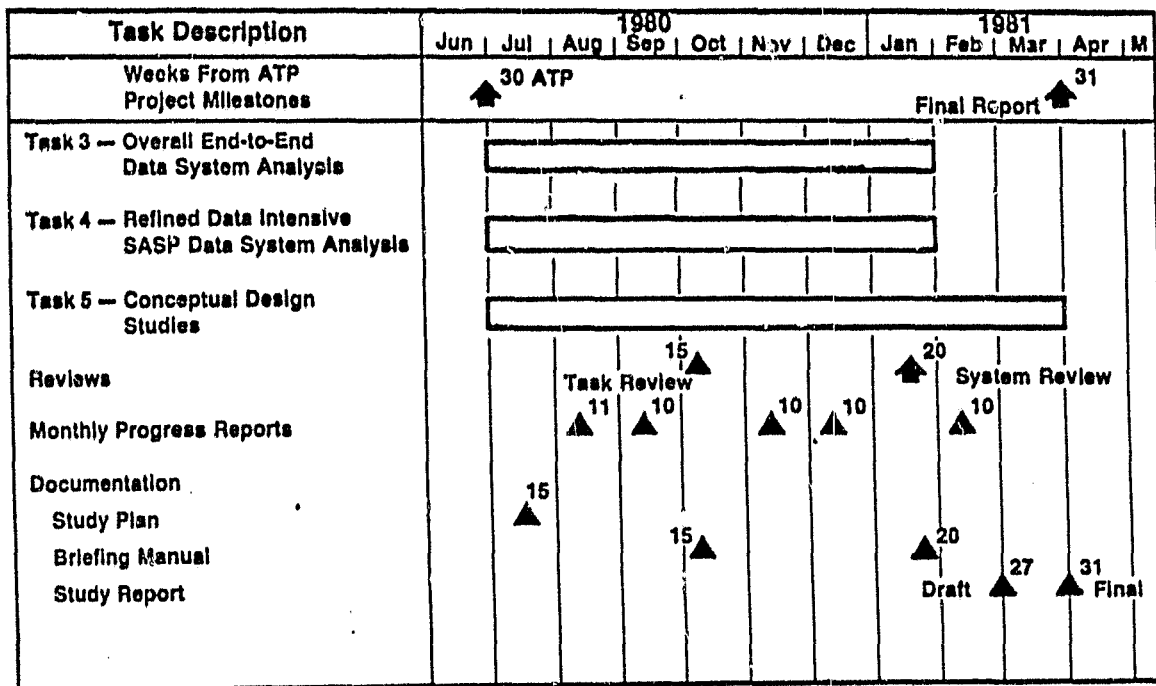 Task Description
1980
1981
Jun Jul Aug Sep Oct Nov Dec Jan Feb Mar Apr M
Weeks From ATP
Project Milestones
30 ATP
Final Report
31
Task 3 — Overall End-to-End
Data System Analysis
Task 4 — Refined Data Intensive
SASP Data System Analysis
Task 5 — Conceptual Design
Studies
Reviews
15
Task Review
20
System Review
Monthly Progress Reports
11 10 10 10 10
Documentation
Study Plan
15
Briefing Manual
15 20
Study Report
Draft 27 31 Final